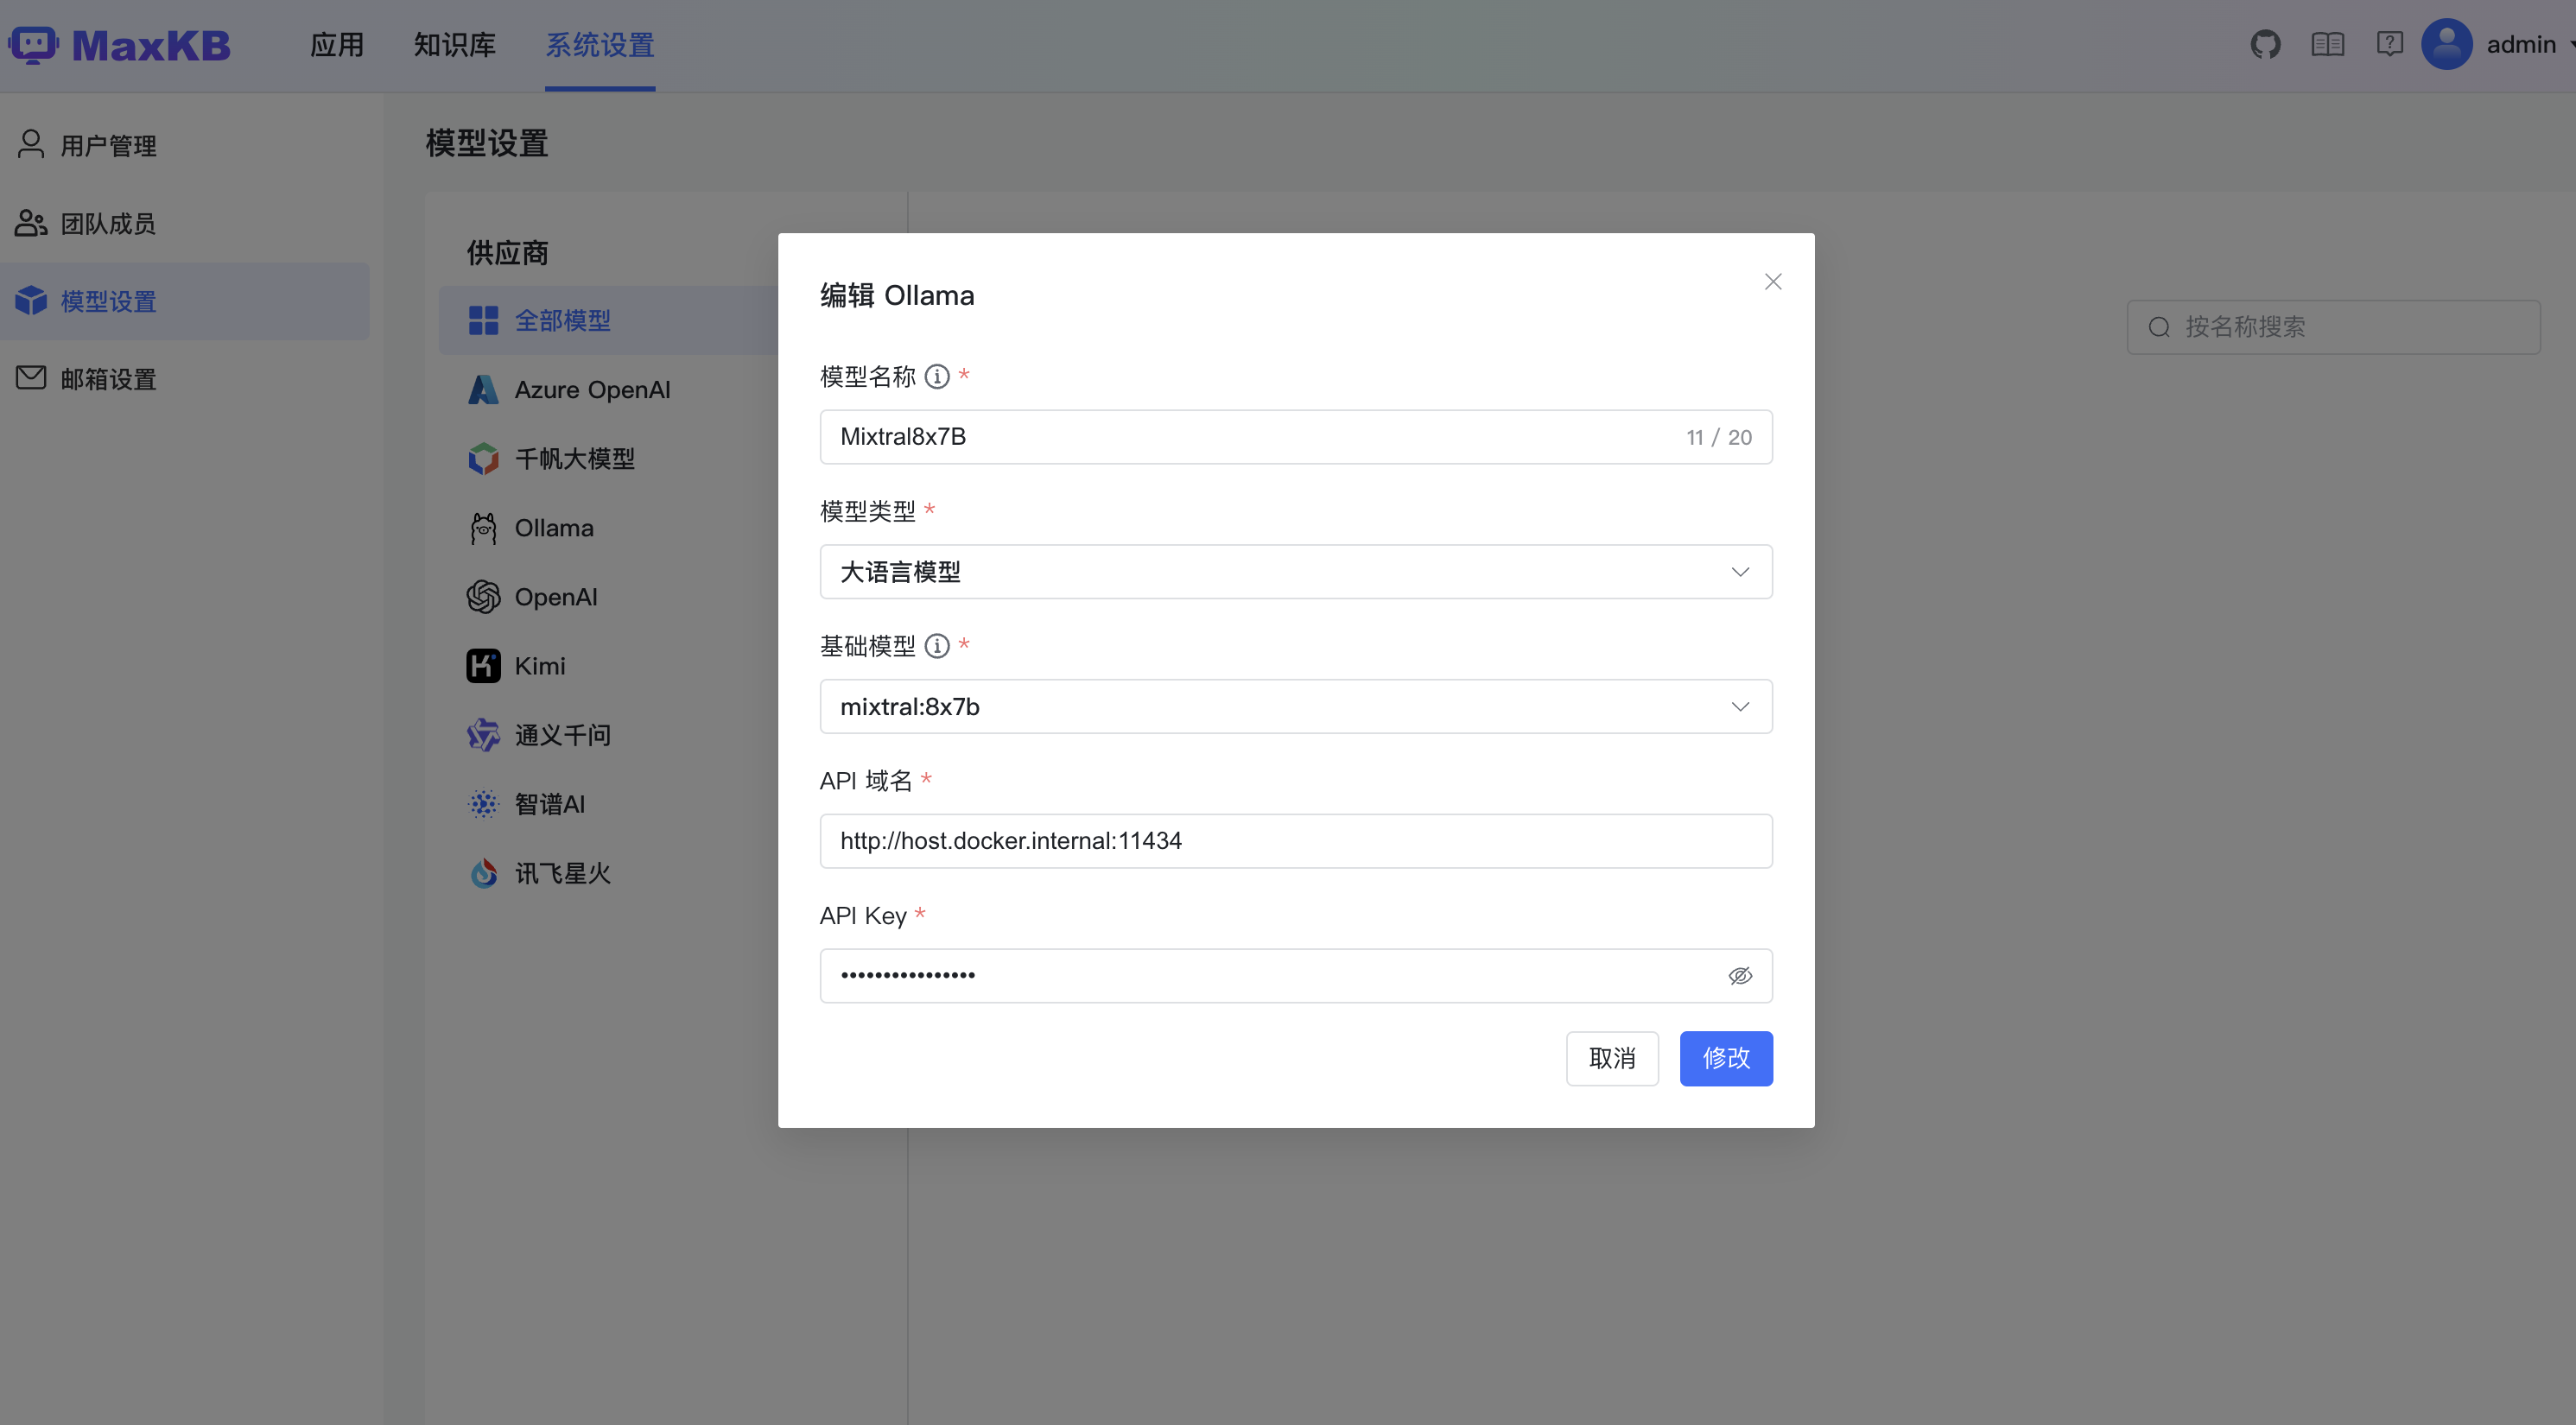 MaxKB
应用
知识库
系统设置
admin
用户管理
团队成员
模型设置
邮箱设置
模型设置
供应商
全部模型
Azure OpenAI
千帆大模型
Ollama
OpenAI
Kimi
通义千问
智谱AI
讯飞星火
按名称搜索
编辑 Ollama
模型名称 *
Mixtral8x7B 11 / 20
模型类型 *
大语言模型
基础模型 *
mixtral:8x7b
API 域名 *
http://host.docker.internal:11434
API Key *
••••••••••••••••
取消
修改